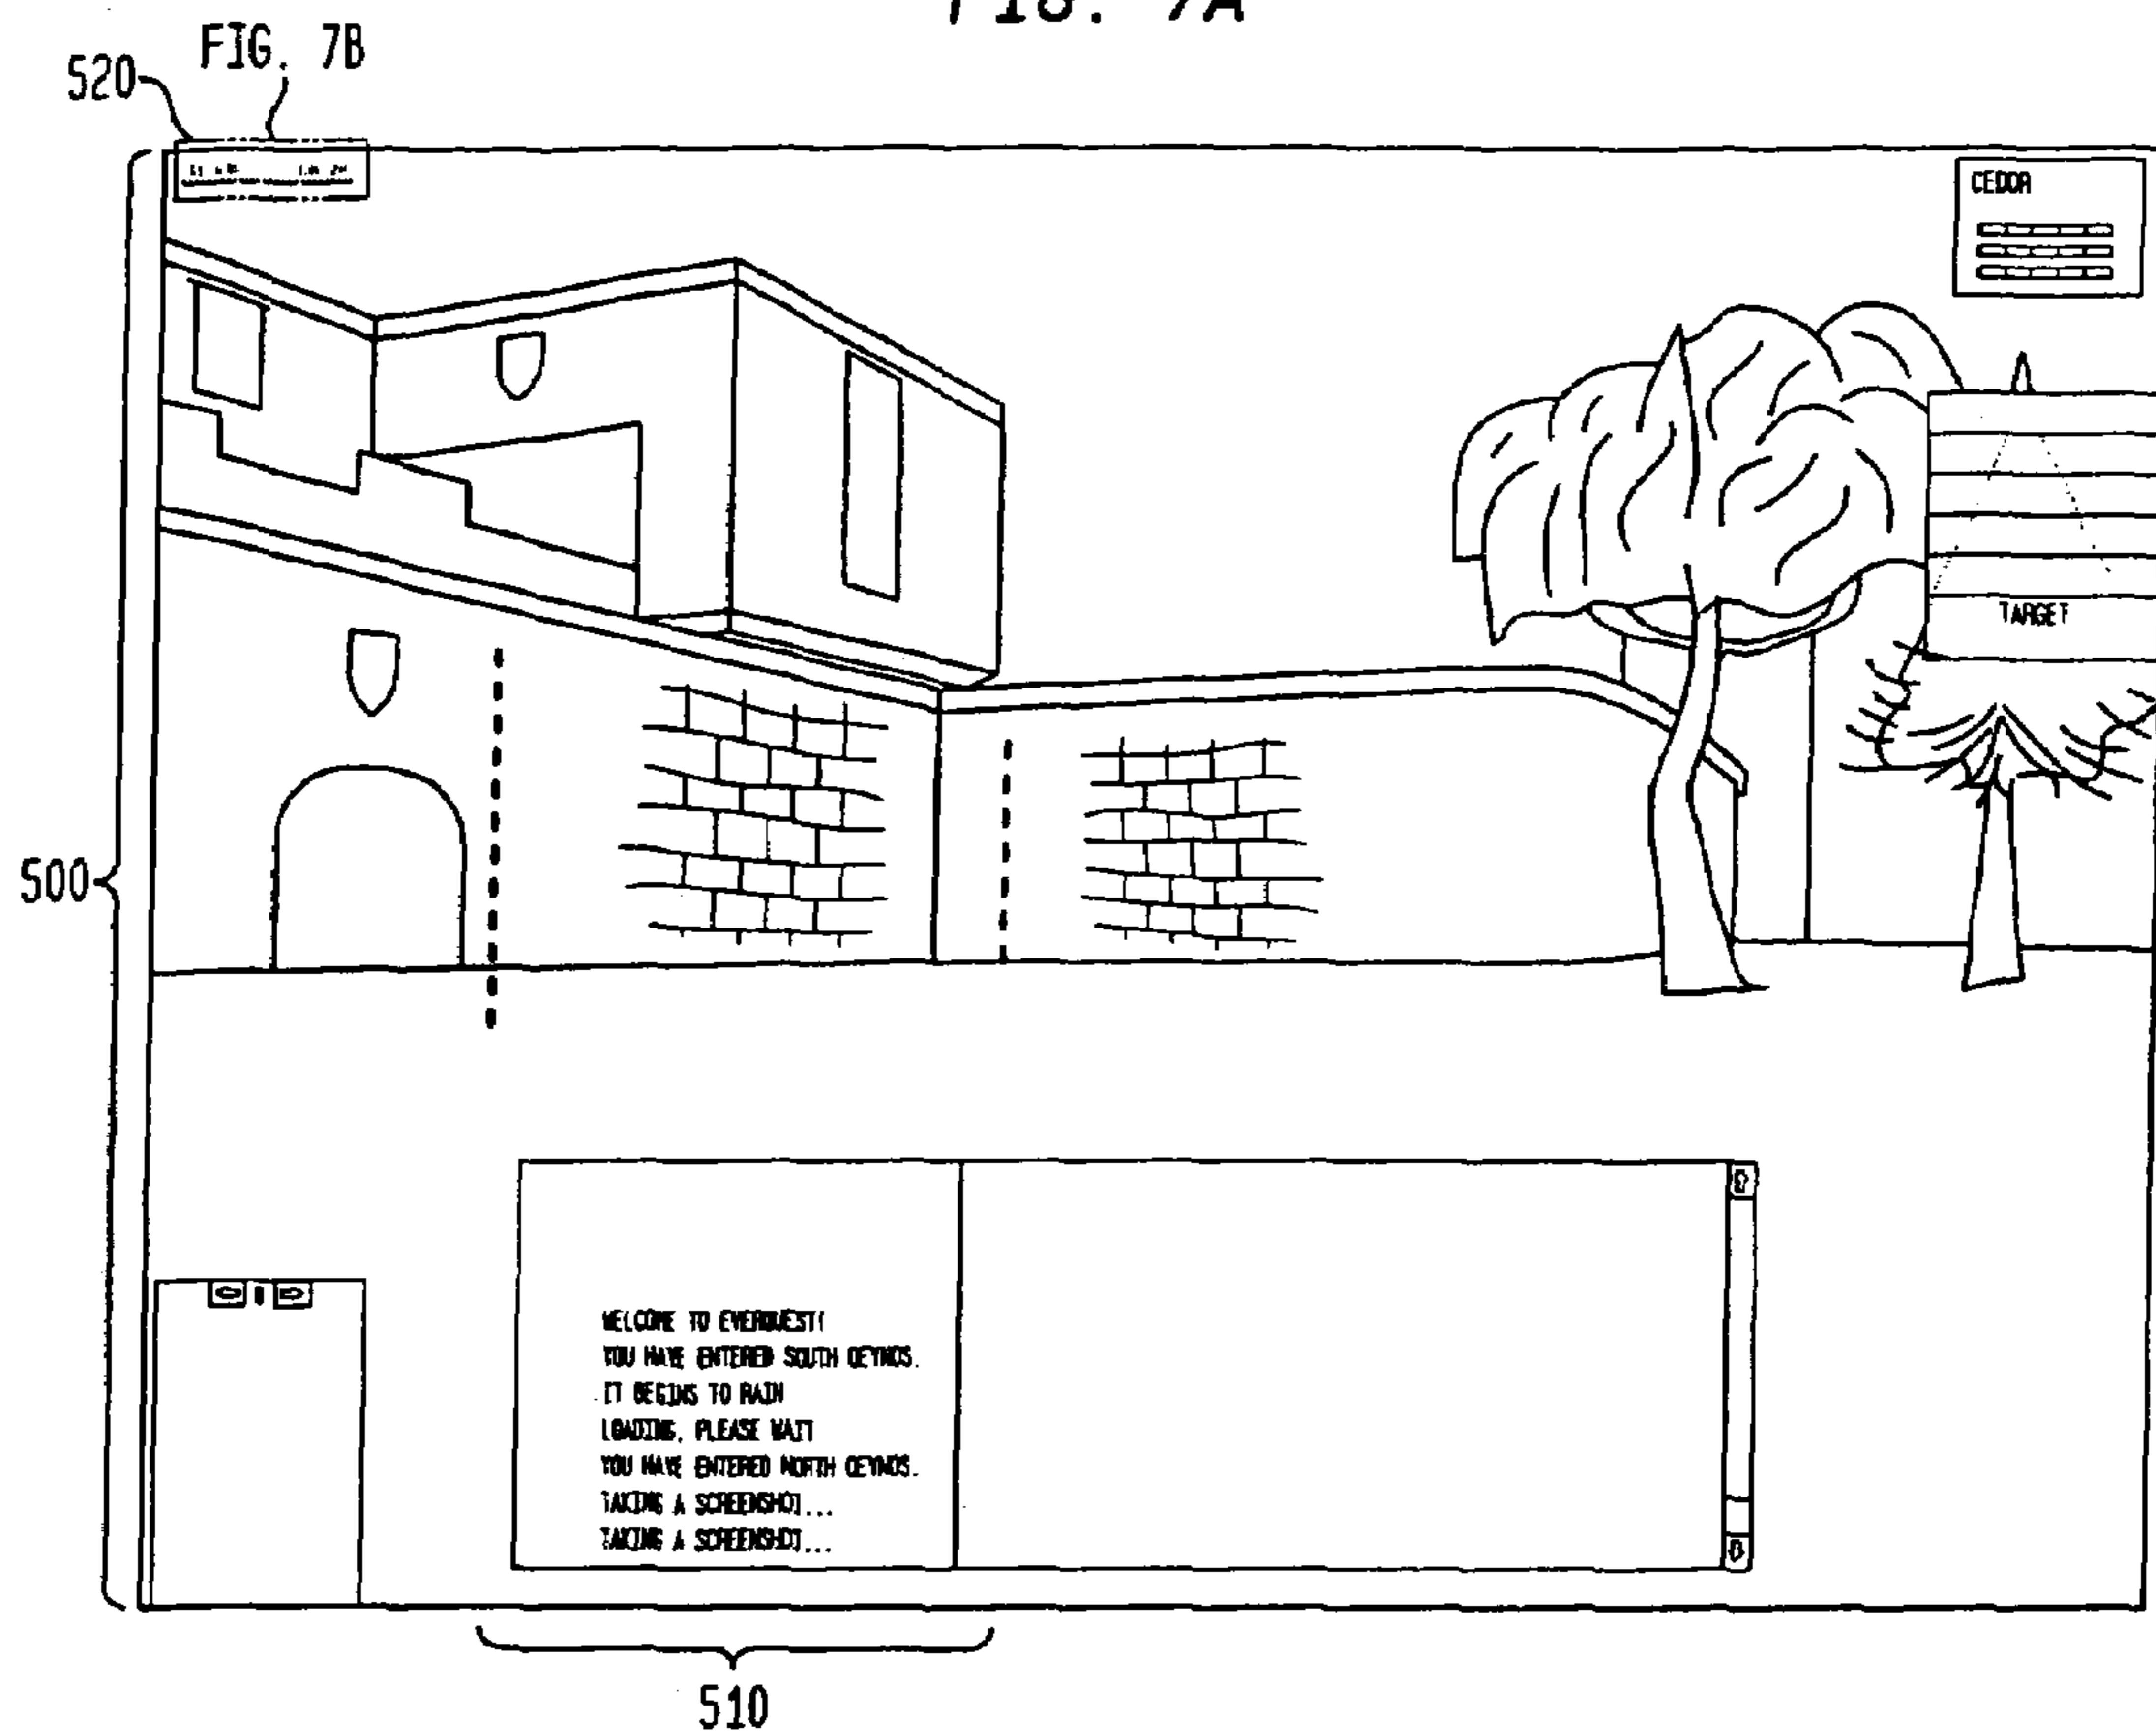 FIG. 7A
FIG. 7B
520
CEDOR
TARGET
500
WELCOME TO EVERQUEST!
YOU HAVE ENTERED SOUTH QEYNOS.
IT BEGINS TO RAIN
LOADING, PLEASE WAIT
YOU HAVE ENTERED NORTH QEYNOS.
TAKING A SCREENSHOT...
TAKING A SCREENSHOT...
510